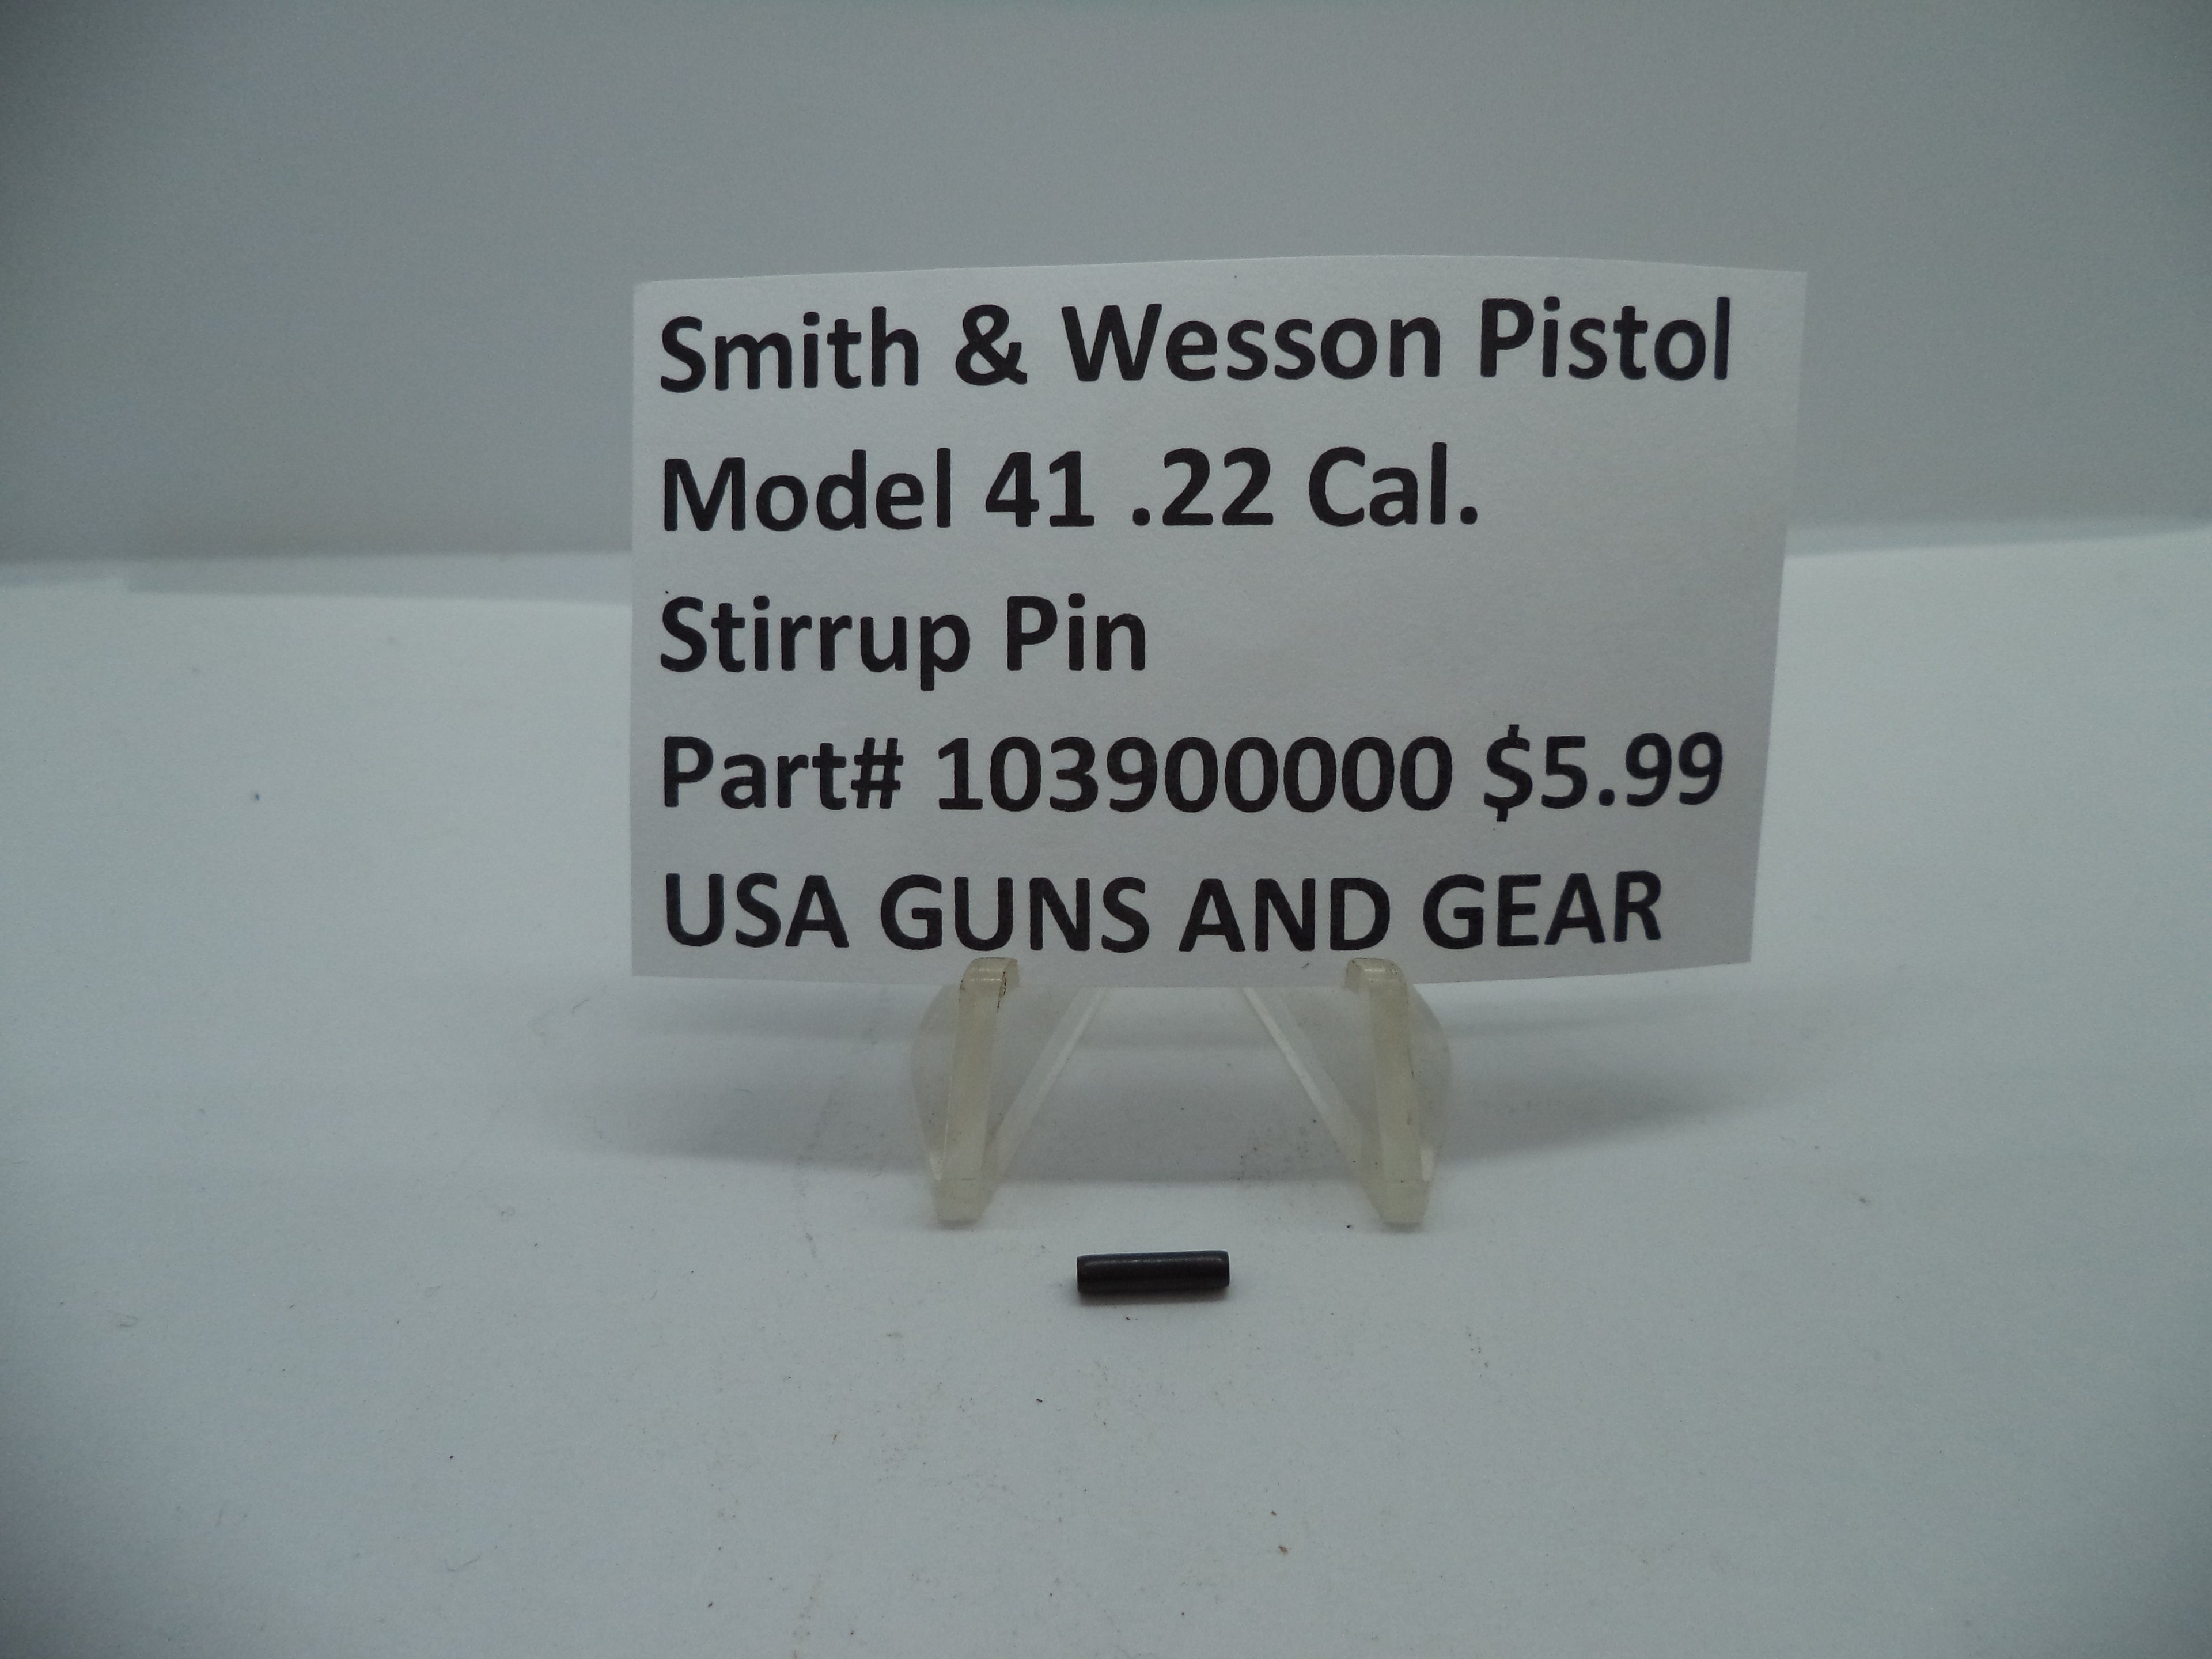 Smith & Wesson Pistol
Model 41 .22 Cal.
Stirrup Pin
Part# 103900000 $5.99
USA GUNS AND GEAR